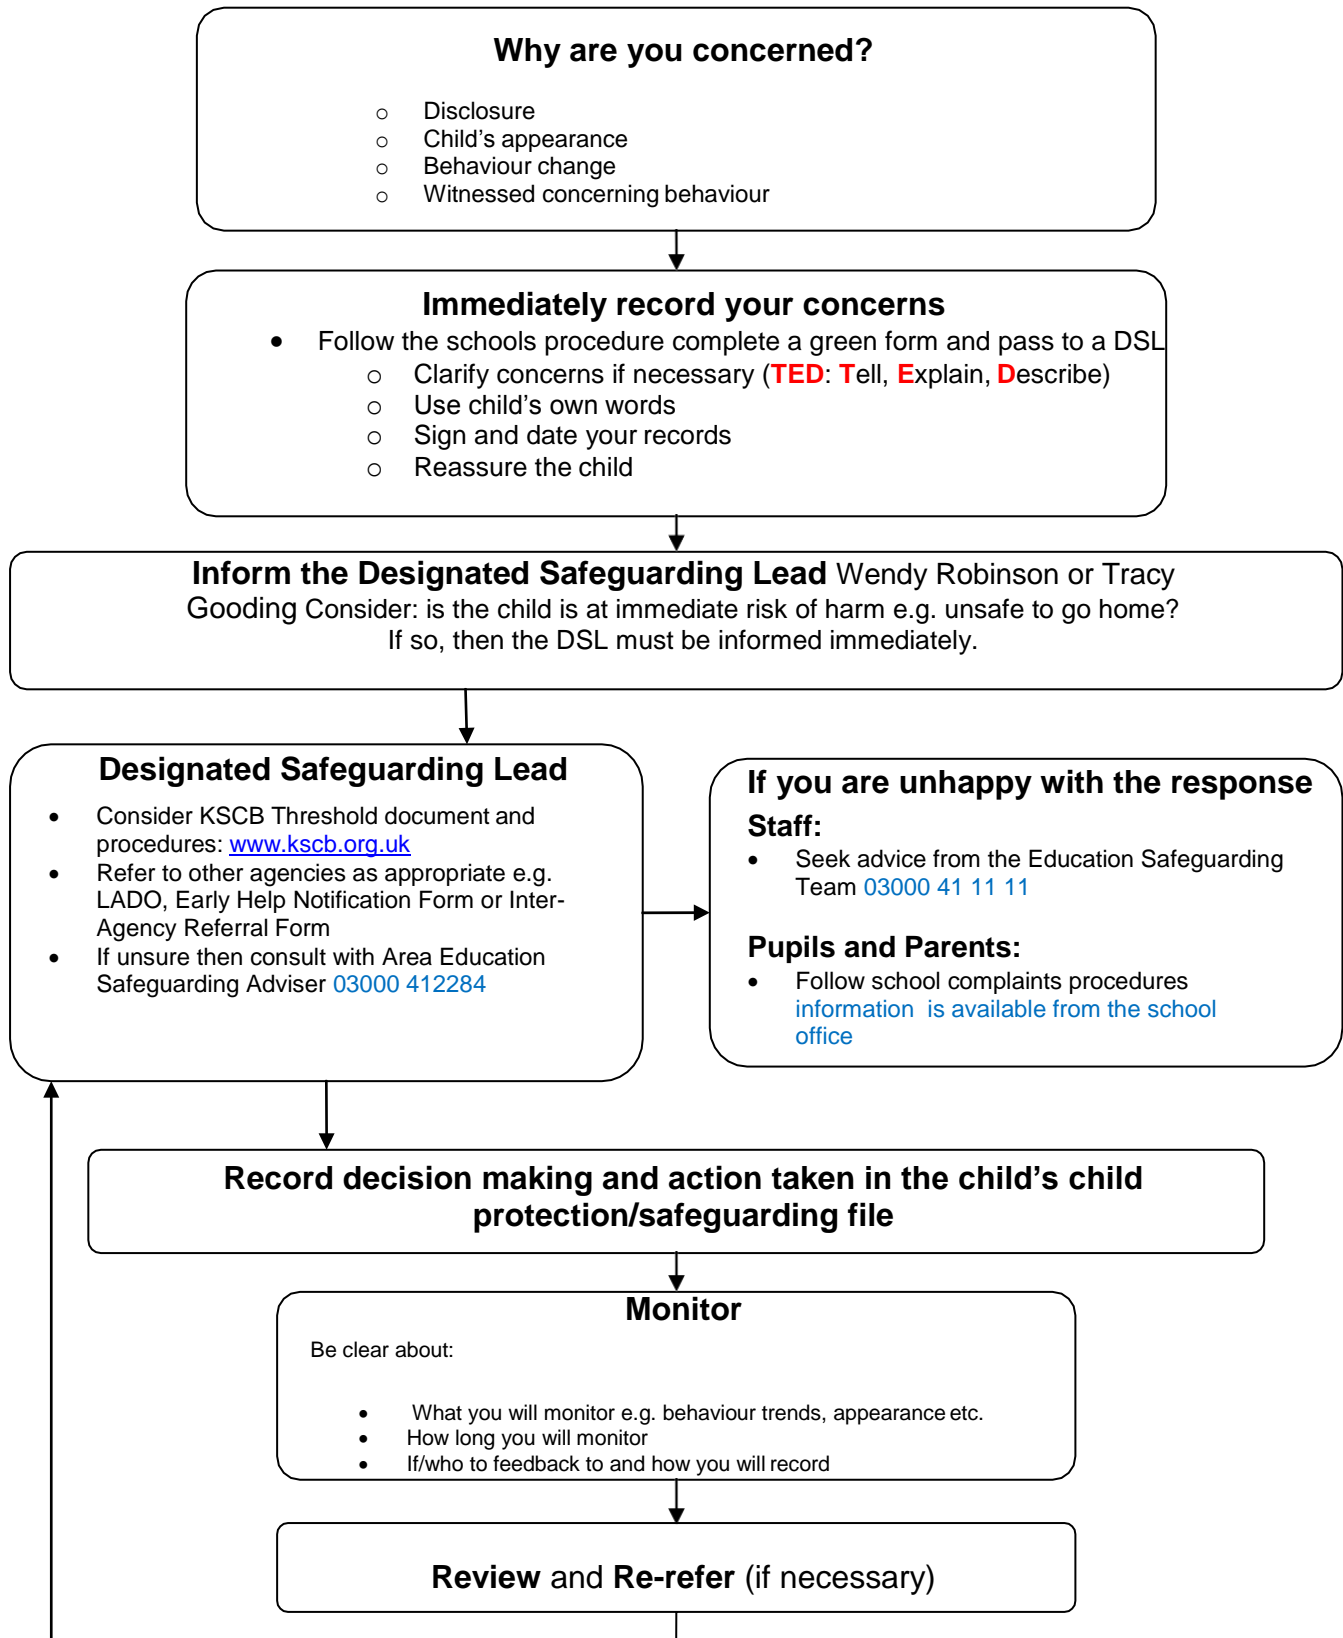 Why are you concerned?
o Disclosure
o Child’s appearance
o Behaviour change
o Witnessed concerning behaviour
Immediately record your concerns
• Follow the schools procedure complete a green form and pass to a DSL
o Clarify concerns if necessary (TED: Tell, Explain, Describe)
o Use child’s own words
o Sign and date your records
o Reassure the child
Inform the Designated Safeguarding Lead Wendy Robinson or Tracy
Gooding Consider: is the child is at immediate risk of harm e.g. unsafe to go home?
If so, then the DSL must be informed immediately.
Designated Safeguarding Lead
• Consider KSCB Threshold document and
procedures: www.kscb.org.uk
• Refer to other agencies as appropriate e.g.
LADO, Early Help Notification Form or Inter-
Agency Referral Form
• If unsure then consult with Area Education
Safeguarding Adviser 03000 412284
If you are unhappy with the response
Staff:
• Seek advice from the Education Safeguarding
Team 03000 41 11 11
Pupils and Parents:
• Follow school complaints procedures
information is available from the school
office
Record decision making and action taken in the child’s child
protection/safeguarding file
Monitor
Be clear about:
• What you will monitor e.g. behaviour trends, appearance etc.
• How long you will monitor
• If/who to feedback to and how you will record
Review and Re-refer (if necessary)